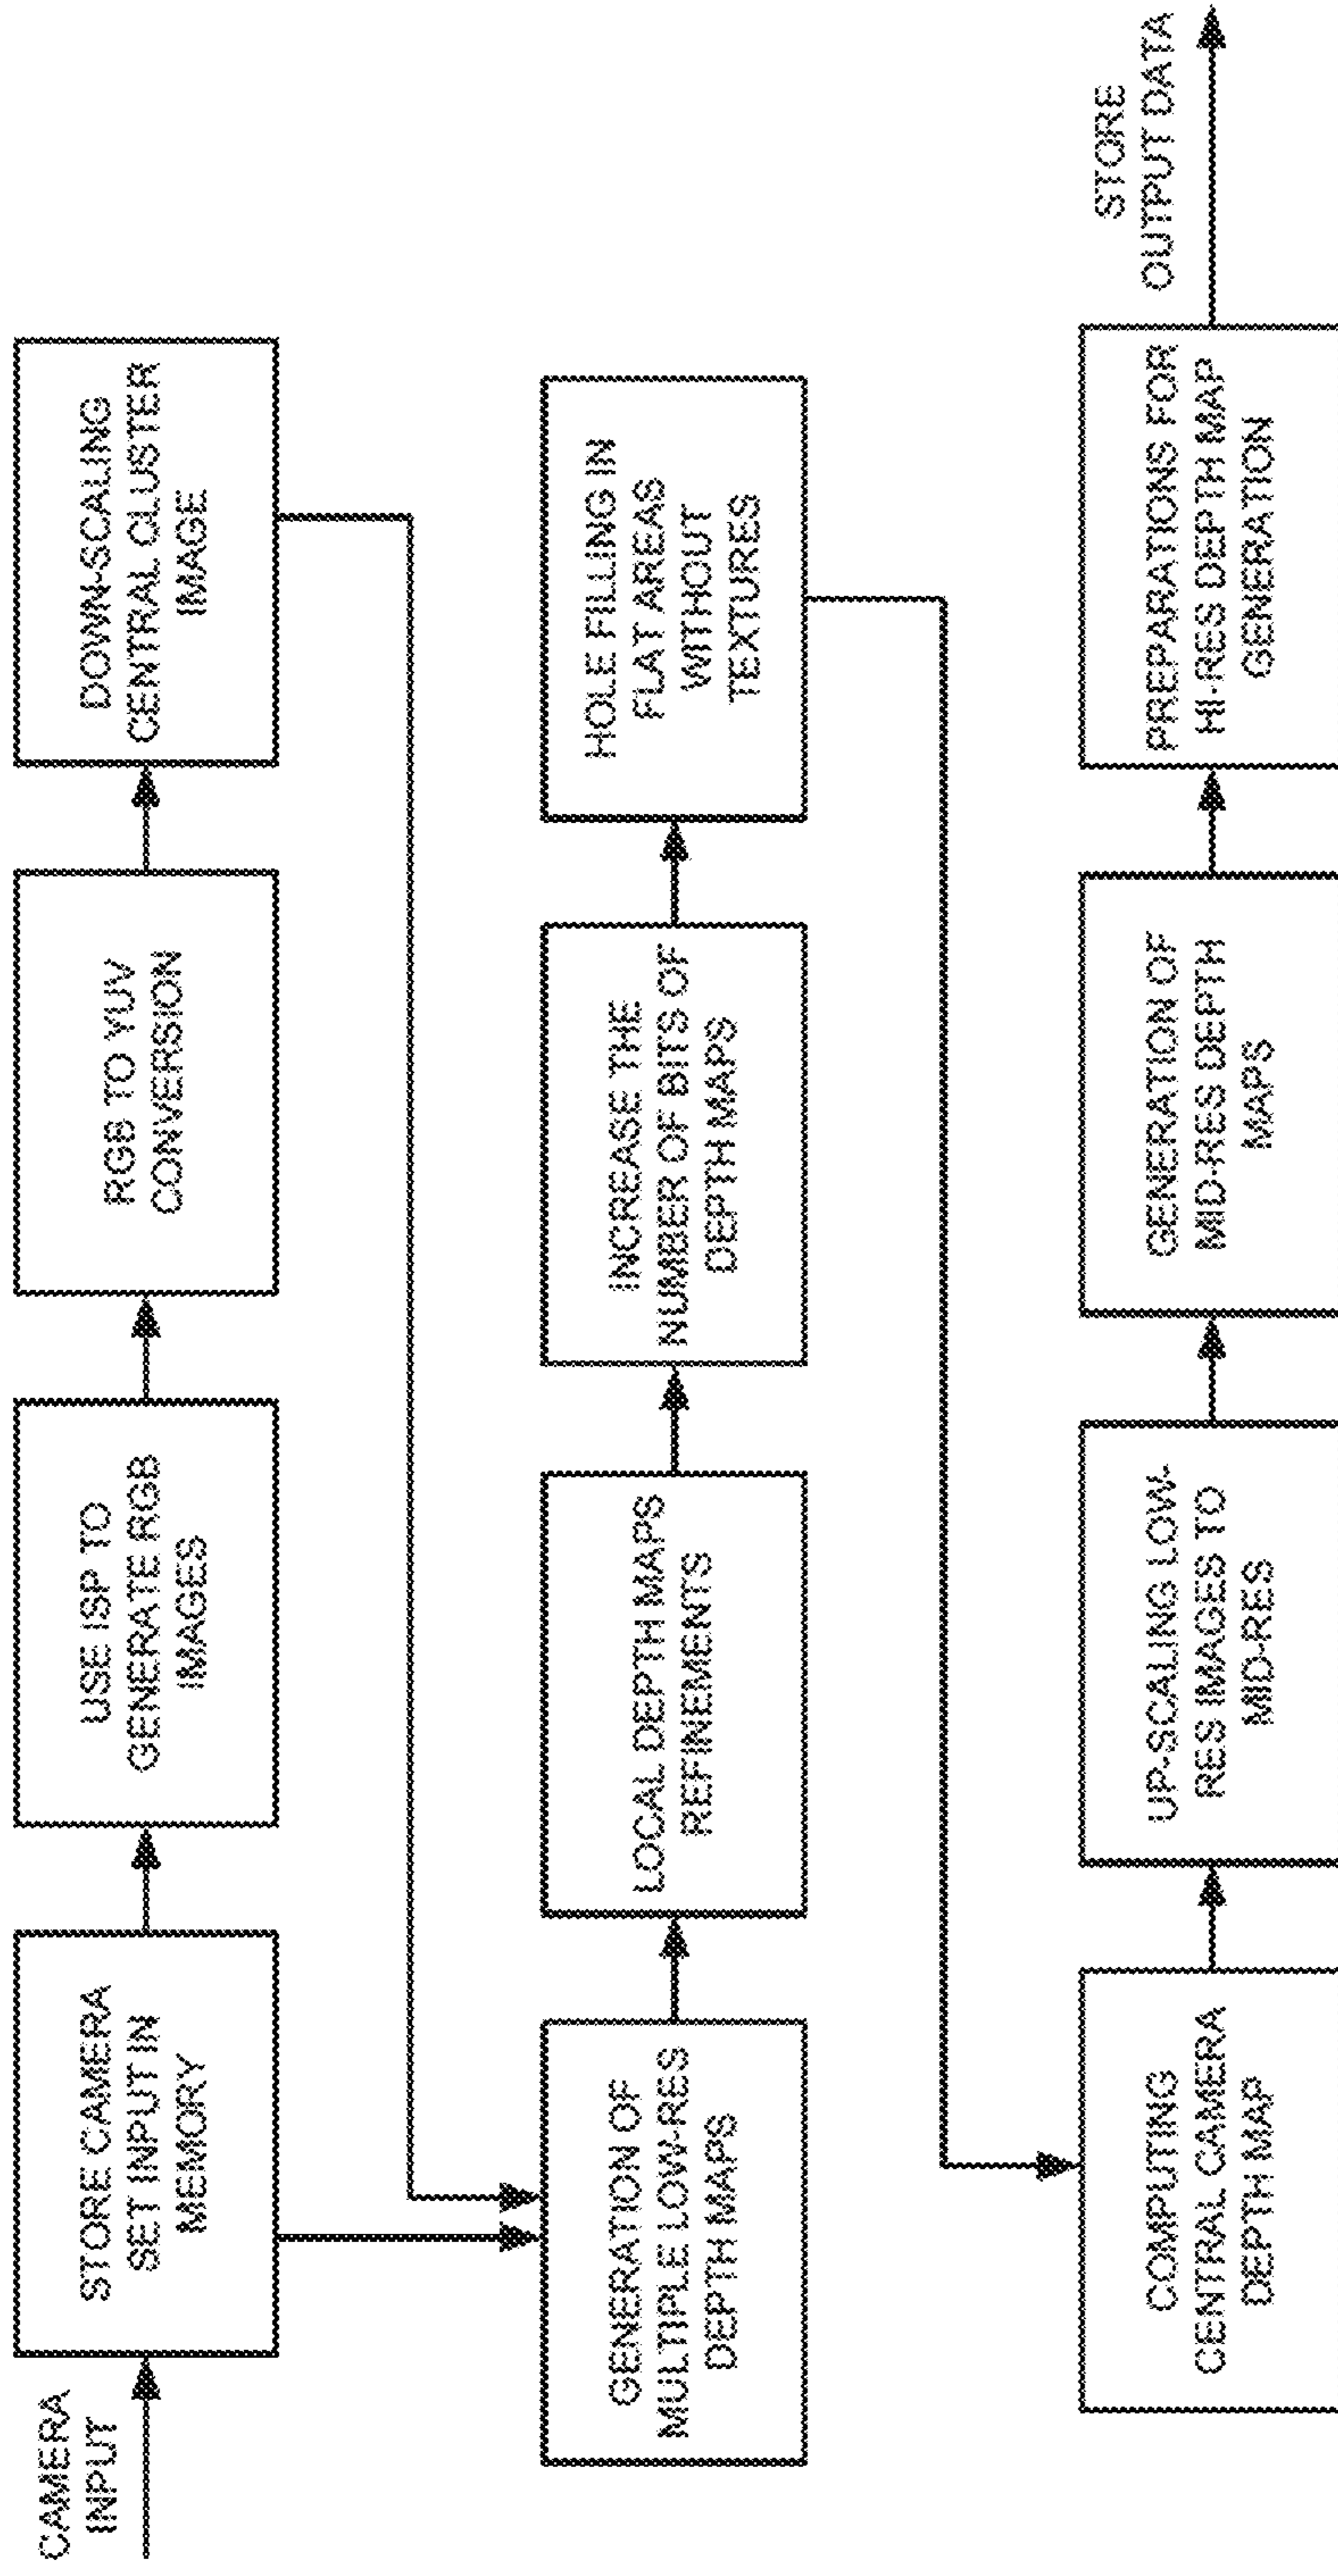 CAMERA
INPUT
STORE CAMERA
SET INPUT IN
MEMORY
USE ISP TO
GENERATE RGB
IMAGES
RGB TO YUV
CONVERSION
DOWN-SCALING
CENTRAL CLUSTER
IMAGE
GENERATION OF
MULTIPLE LOW-RES
DEPTH MAPS
LOCAL DEPTH MAPS
REFINEMENTS
INCREASE THE
NUMBER OF BITS OF
DEPTH MAPS
HOLE FILLING IN
FLAT AREAS
WITHOUT
TEXTURES
COMPUTING
CENTRAL CAMERA
DEPTH MAP
UP-SCALING LOW-
RES IMAGES TO
MID-RES
GENERATION OF
MID-RES DEPTH
MAPS
PREPARATIONS FOR
HI-RES DEPTH MAP
GENERATION
STORE
OUTPUT DATA